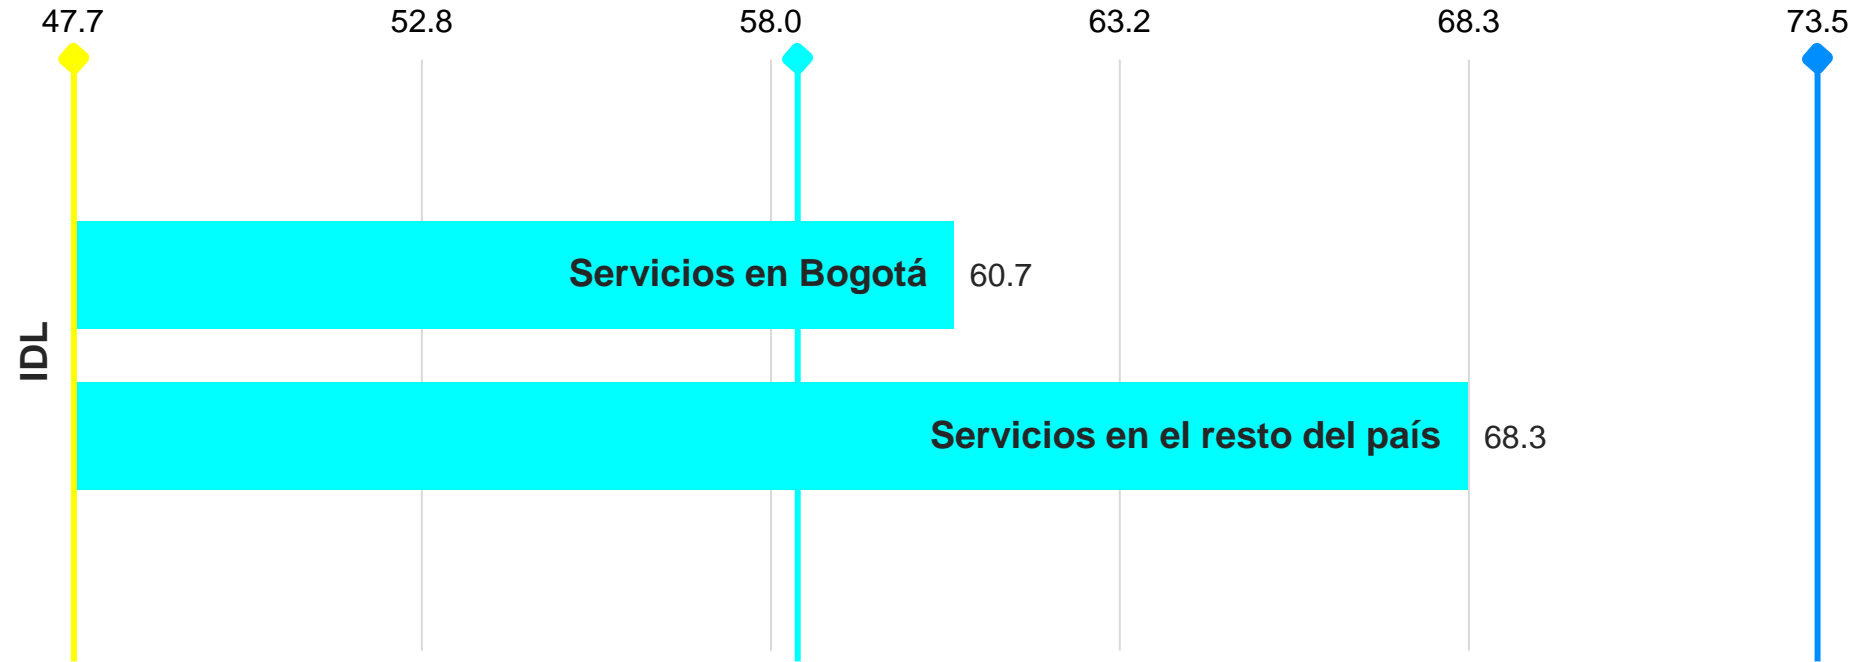 47.7 52.8 58.0 63.2 68.3 73.5
Servicios en Bogotá 60.7
IDL
Servicios en el resto del país 68.3